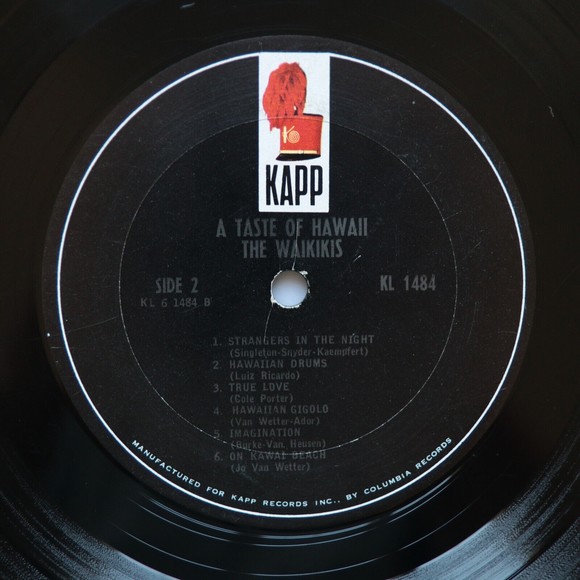 KAPP
A TASTE OF HAWAII
THE WAIKIKIS
SIDE 2
KL 1484
KL 6 1484 B
1. STRANGERS IN THE NIGHT
(Singleton-Snyder-Kaempfert)
2. HAWAIIAN DRUMS
(Luiz Ricardo)
3. TRUE LOVE
(Cole Porter)
4. HAWAIIAN GIGOLO
(Van Wetter-Ador)
5. IMAGINATION
(Burke-Van Heusen)
6. ON KAWAI BEACH
(Jo Van Wetter)
MANUFACTURED FOR KAPP RECORDS INC., BY COLUMBIA RECORDS